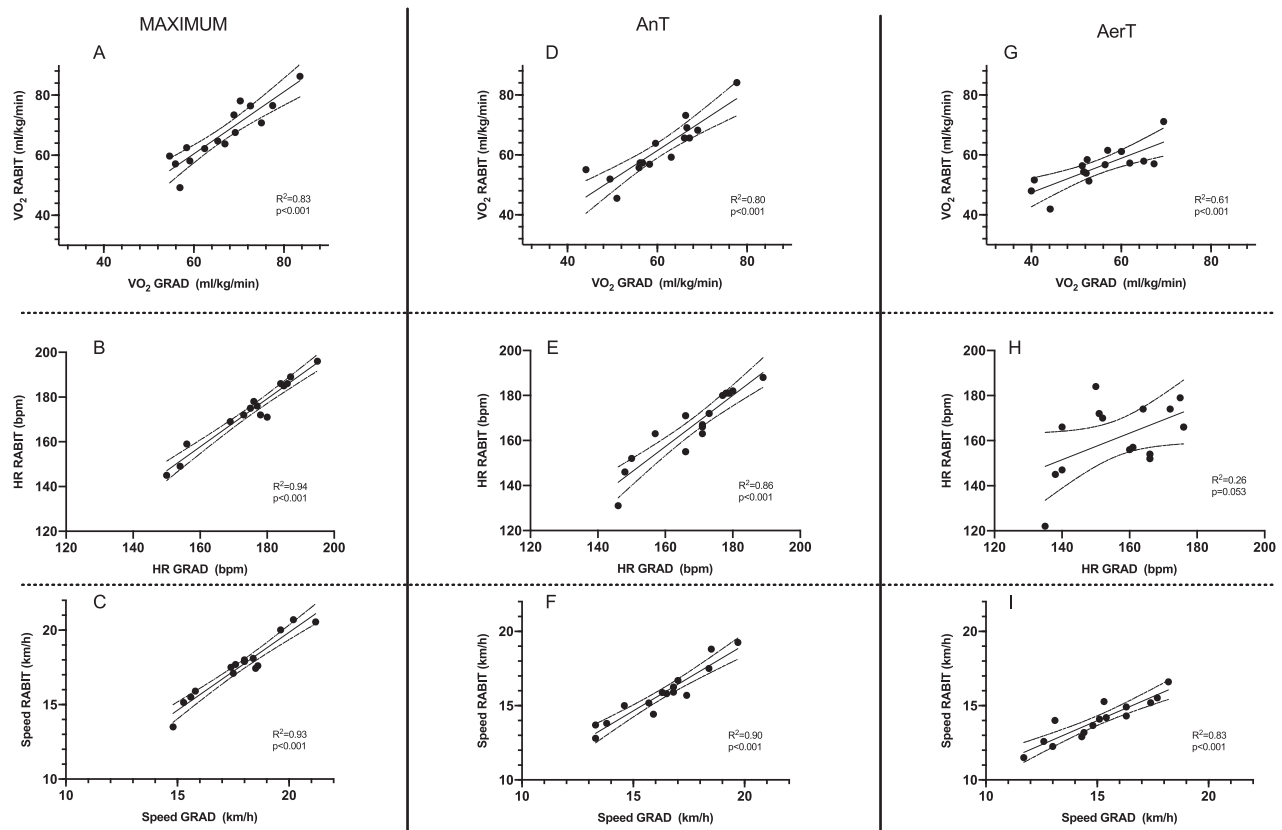 MAXIMUM
AnT
AerT
A
VO2 RABIT (ml/kg/min)
80
60
40
R2=0.83
p<0.001
40
60
80
VO2 GRAD (ml/kg/min)
D
VO2 RABIT (ml/kg/min)
80
60
40
R2=0.80
p<0.001
40
60
80
VO2 GRAD (ml/kg/min)
G
VO2 RABIT (ml/kg/min)
80
60
40
R2=0.61
p<0.001
40
60
80
VO2 GRAD (ml/kg/min)
B
HR RABIT (bpm)
200
180
160
140
120
R2=0.94
p<0.001
120
140
160
180
200
HR GRAD (bpm)
E
HR RABIT (bpm)
200
180
160
140
120
R2=0.86
p<0.001
120
140
160
180
200
HR GRAD (bpm)
H
HR RABIT (bpm)
200
180
160
140
120
R2=0.26
p=0.053
120
140
160
180
200
HR GRAD (bpm)
C
Speed RABIT (km/h)
20
15
10
R2=0.93
p<0.001
10
15
20
Speed GRAD (km/h)
F
Speed RABIT (km/h)
20
15
10
R2=0.90
p<0.001
10
15
20
Speed GRAD (km/h)
I
Speed RABIT (km/h)
20
15
10
R2=0.83
p<0.001
10
15
20
Speed GRAD (km/h)